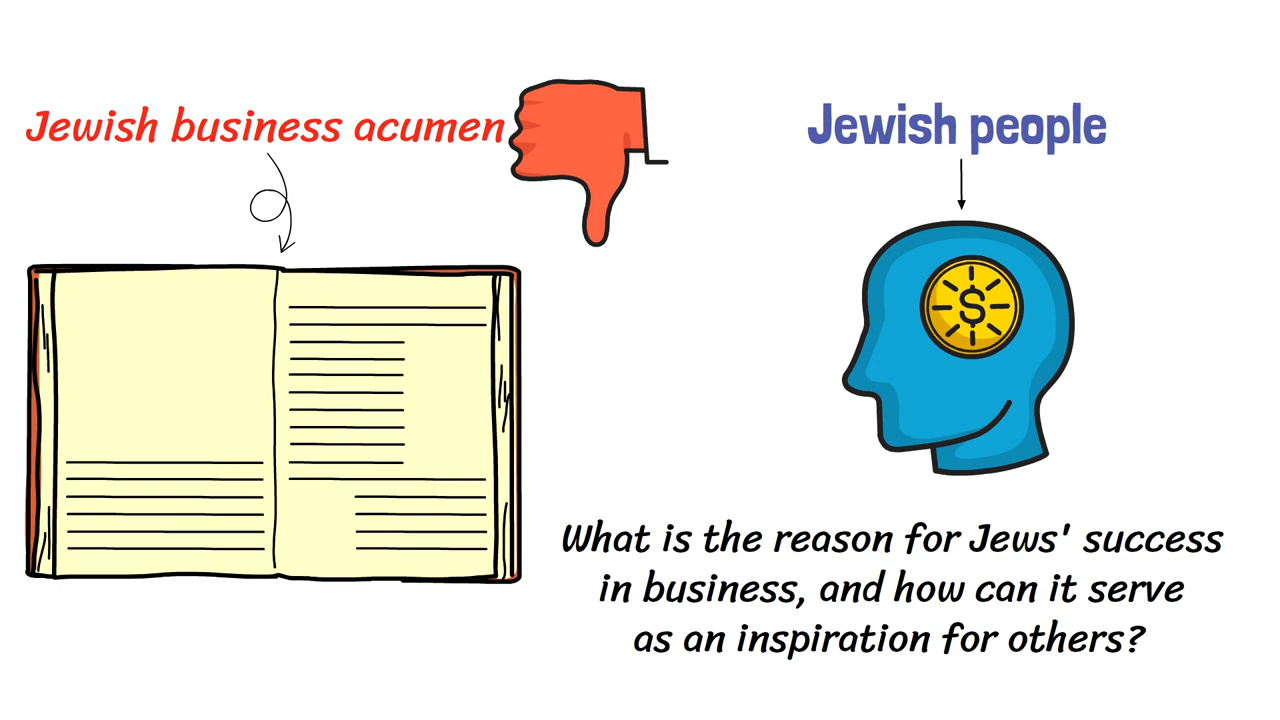 Jewish business acumen
Jewish people
$
What is the reason for Jews' success
in business, and how can it serve
as an inspiration for others?